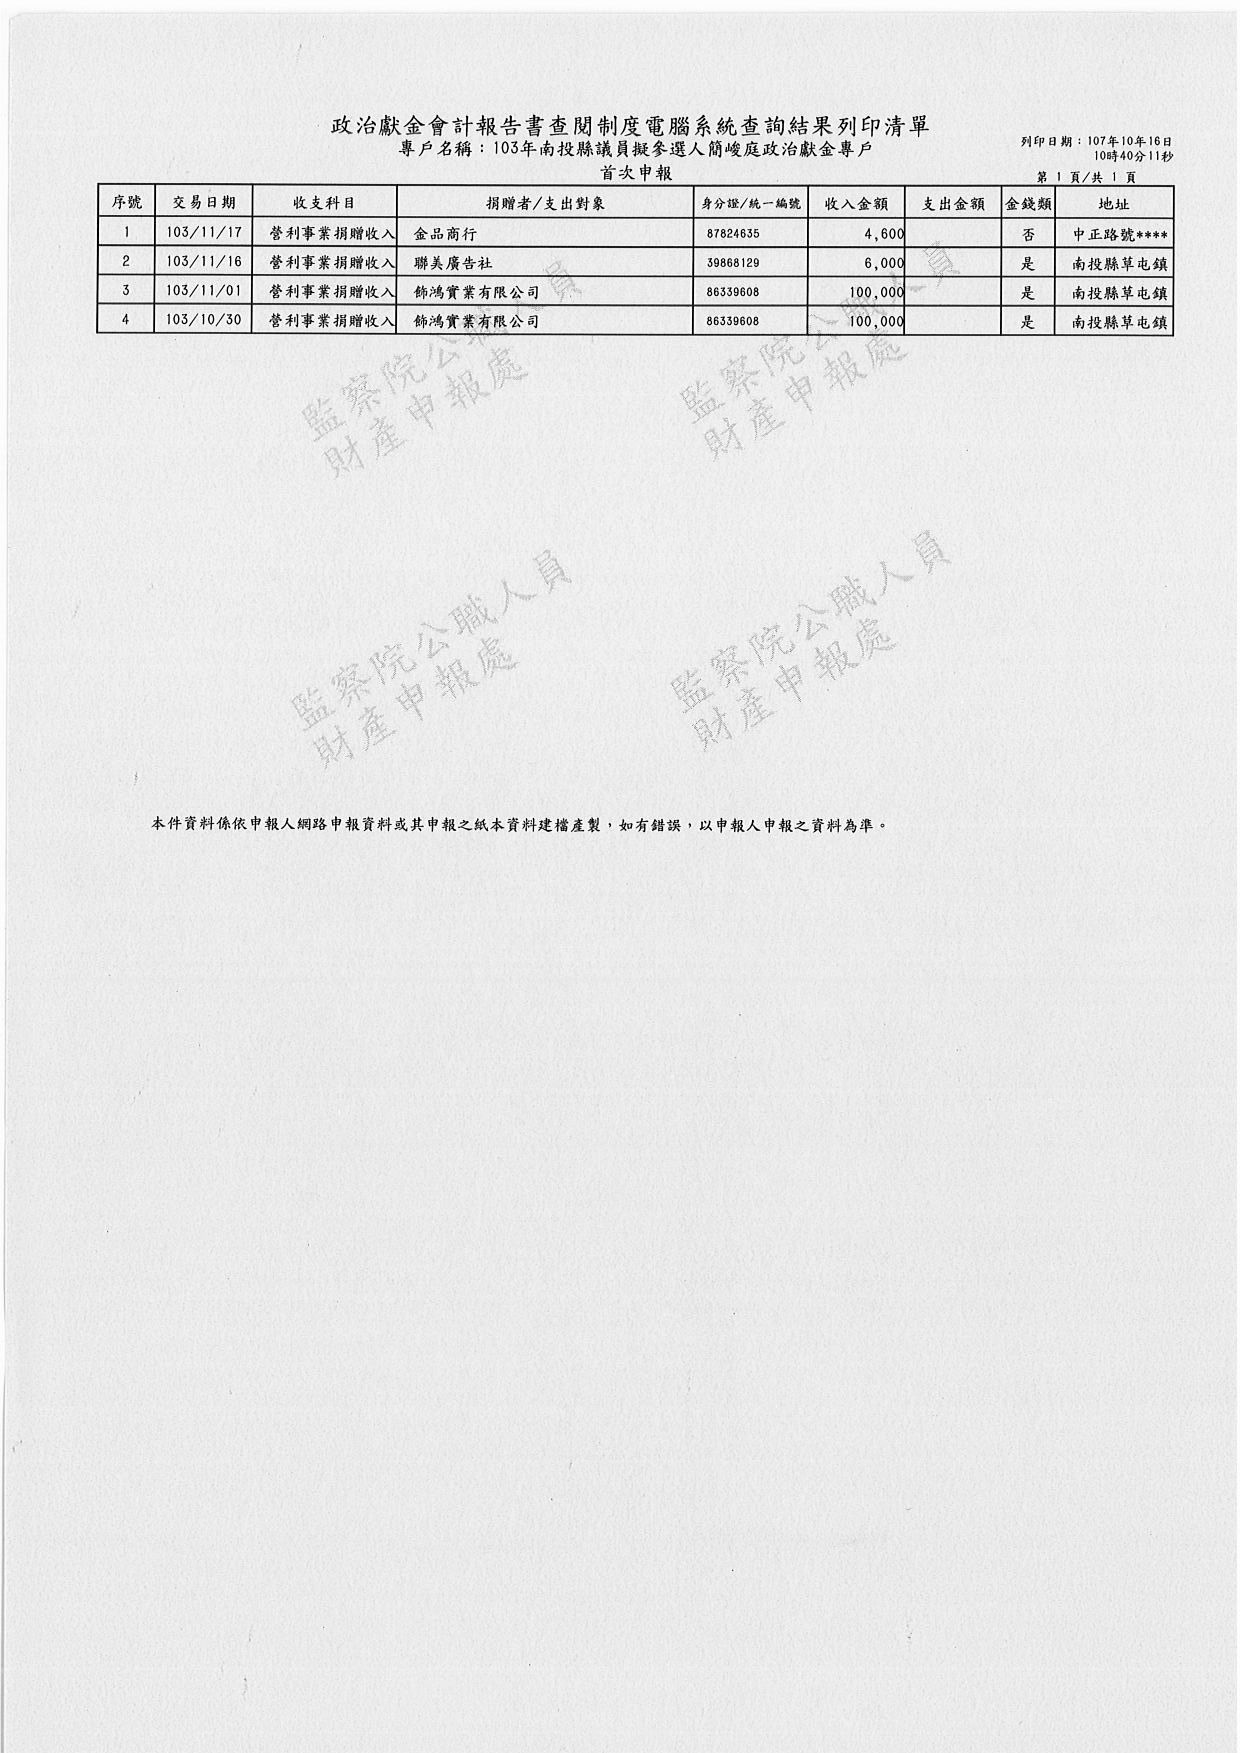 政治獻金會計報告書查閱制度電腦系統查詢結果列印清單
專戶名稱：103年南投縣議員擬參選人簡峻庭政治獻金專戶
首次申報
列印日期：107年10年16日
10時40分11秒
第 1 頁/共 1 頁
序號 交易日期 收支科目 捐贈者/支出對象 身分證/統一編號 收入金額 支出金額 金錢類 地址
1 103/11/17 營利事業捐贈收入 金品商行 87824635 4,600 否 中正路號****
2 103/11/16 營利事業捐贈收入 聯美廣告社 39868129 6,000 是 南投縣草屯鎮
3 103/11/01 營利事業捐贈收入 飾鴻實業有限公司 86339608 100,000 是 南投縣草屯鎮
4 103/10/30 營利事業捐贈收入 飾鴻實業有限公司 86339608 100,000 是 南投縣草屯鎮
監察院公職人員
財產申報處
監察院公職人員
財產申報處
監察院公職人員
財產申報處
監察院公職人員
財產申報處
本件資料係依申報人網路申報資料或其申報之紙本資料建檔產製，如有錯誤，以申報人申報之資料為準。